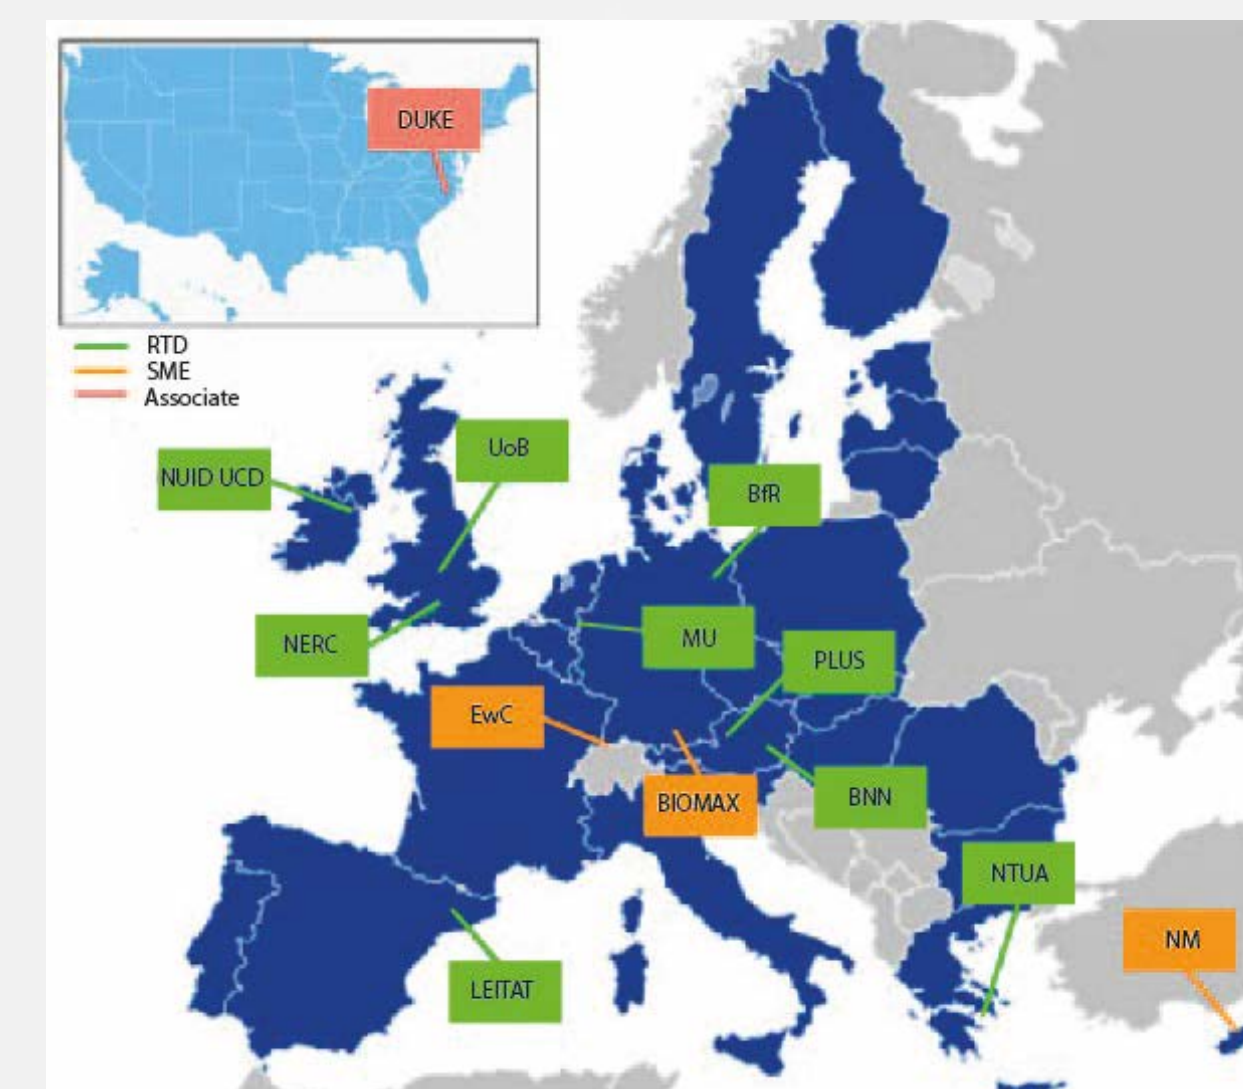 DUKE
RTD
SME
Associate
UoB
NUID UCD
BfR
NERC
MU
PLUS
EwC
BIOMAX
BNN
NTUA
NM
LEITAT